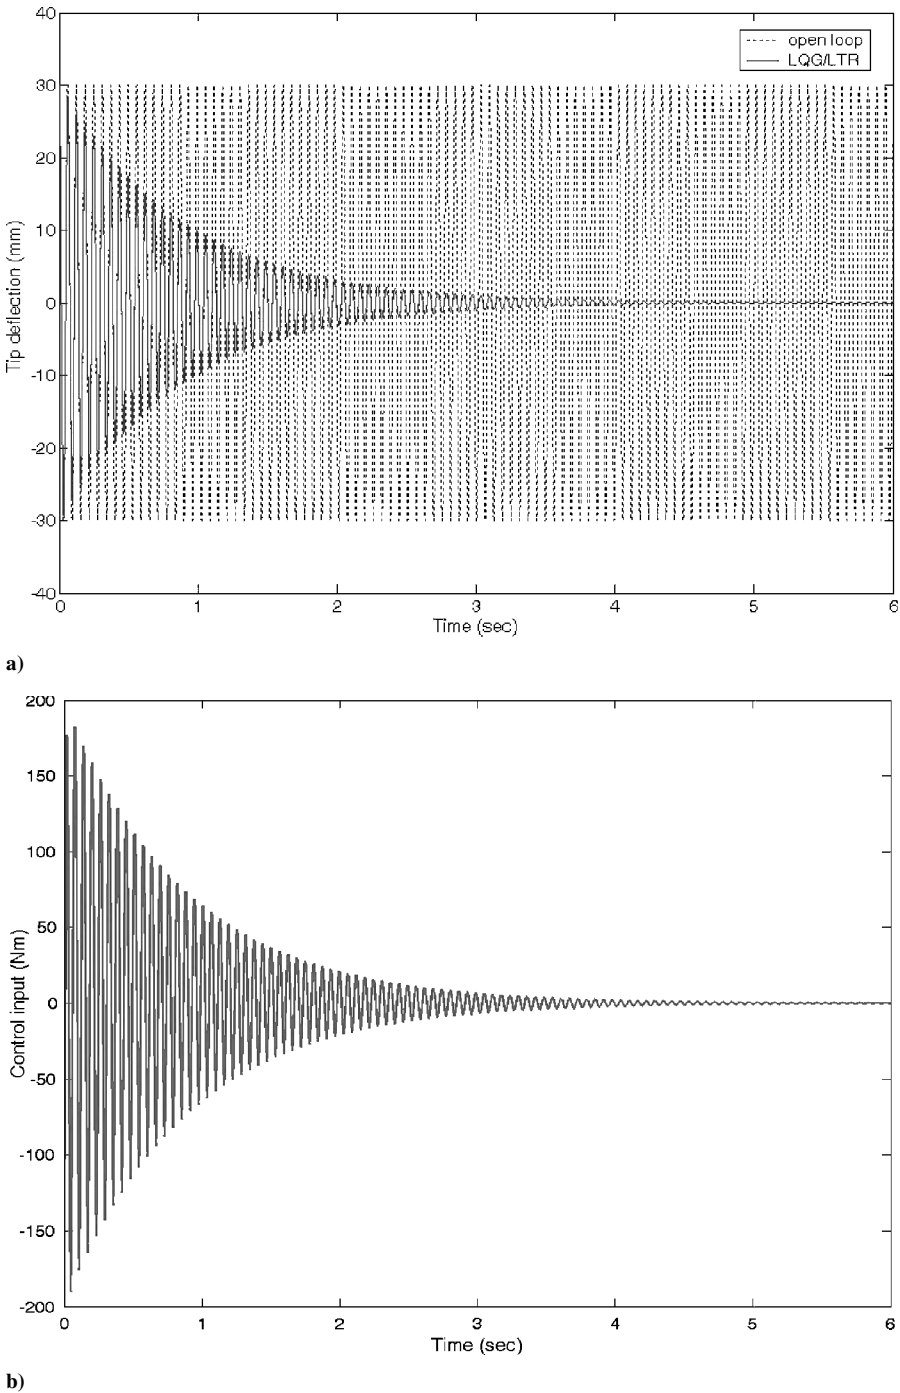 40
30
20
10
0
-10
-20
-30
-40
Tip deflection (mm)
open loop
LQG/LTR
0 1 2 3 4 5 6
Time (sec)
a)
200
150
100
50
0
-50
-100
-150
-200
Control input (Nm)
0 1 2 3 4 5 6
Time (sec)
b)